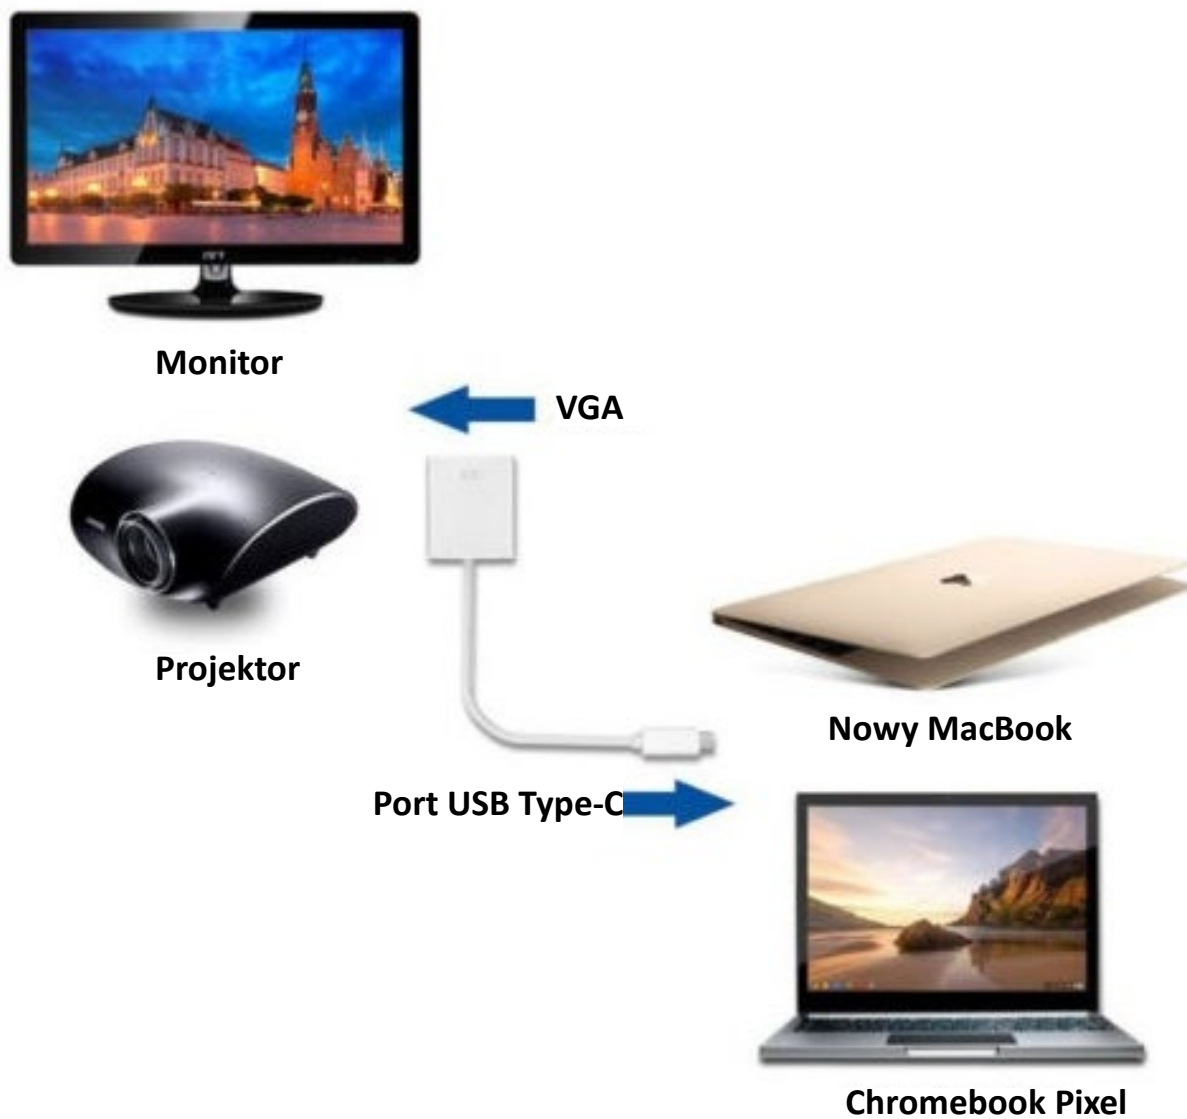 Monitor
VGA
Projektor
Nowy MacBook
Port USB Type-C
Chromebook Pixel